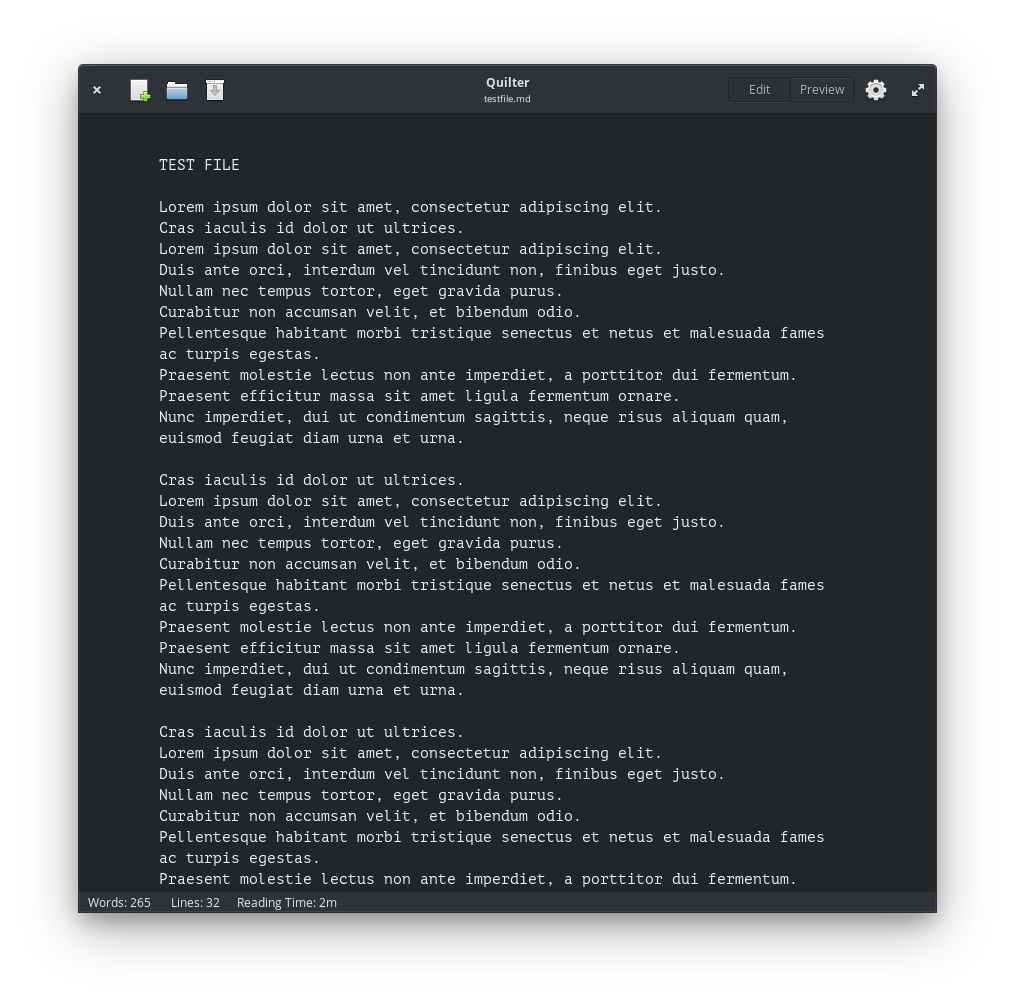 Quilter
testfile.md
Edit Preview
TEST FILE
Lorem ipsum dolor sit amet, consectetur adipiscing elit.
Cras iaculis id dolor ut ultrices.
Lorem ipsum dolor sit amet, consectetur adipiscing elit.
Duis ante orci, interdum vel tincidunt non, finibus eget justo.
Nullam nec tempus tortor, eget gravida purus.
Curabitur non accumsan velit, et bibendum odio.
Pellentesque habitant morbi tristique senectus et netus et malesuada fames
ac turpis egestas.
Praesent molestie lectus non ante imperdiet, a porttitor dui fermentum.
Praesent efficitur massa sit amet ligula fermentum ornare.
Nunc imperdiet, dui ut condimentum sagittis, neque risus aliquam quam,
euismod feugiat diam urna et urna.
Cras iaculis id dolor ut ultrices.
Lorem ipsum dolor sit amet, consectetur adipiscing elit.
Duis ante orci, interdum vel tincidunt non, finibus eget justo.
Nullam nec tempus tortor, eget gravida purus.
Curabitur non accumsan velit, et bibendum odio.
Pellentesque habitant morbi tristique senectus et netus et malesuada fames
ac turpis egestas.
Praesent molestie lectus non ante imperdiet, a porttitor dui fermentum.
Praesent efficitur massa sit amet ligula fermentum ornare.
Nunc imperdiet, dui ut condimentum sagittis, neque risus aliquam quam,
euismod feugiat diam urna et urna.
Cras iaculis id dolor ut ultrices.
Lorem ipsum dolor sit amet, consectetur adipiscing elit.
Duis ante orci, interdum vel tincidunt non, finibus eget justo.
Nullam nec tempus tortor, eget gravida purus.
Curabitur non accumsan velit, et bibendum odio.
Pellentesque habitant morbi tristique senectus et netus et malesuada fames
ac turpis egestas.
Praesent molestie lectus non ante imperdiet, a porttitor dui fermentum.
Words: 265 Lines: 32 Reading Time: 2m